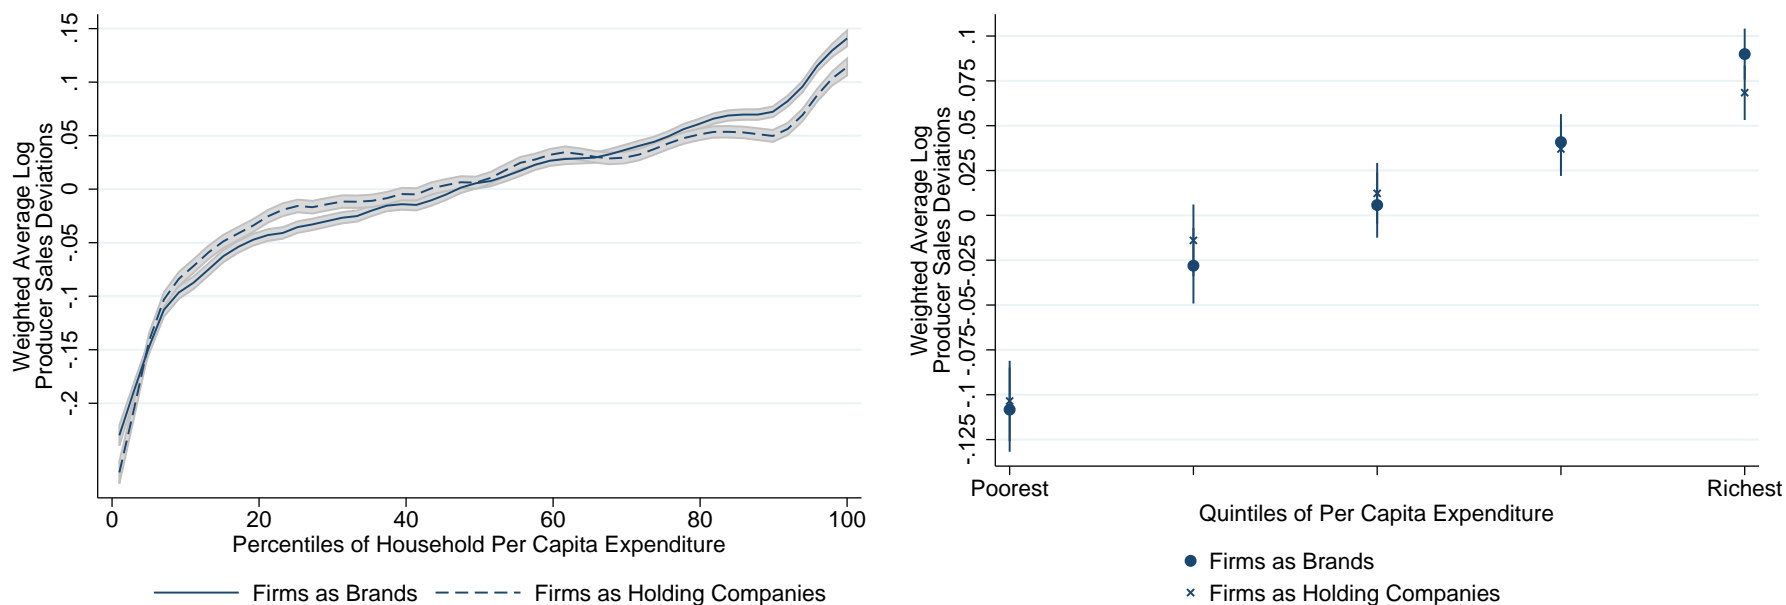 Weighted Average Log
Producer Sales Deviations
.15
.1
.05
0
-.05
-.1
-.15
-.2
0 20 40 60 80 100
Percentiles of Household Per Capita Expenditure
Firms as Brands Firms as Holding Companies
Weighted Average Log
Producer Sales Deviations
.1
.075
.05
.025
0
-.025
-.05
-.075
-.1
-.125
Poorest Richest
Quintiles of Per Capita Expenditure
Firms as Brands
Firms as Holding Companies